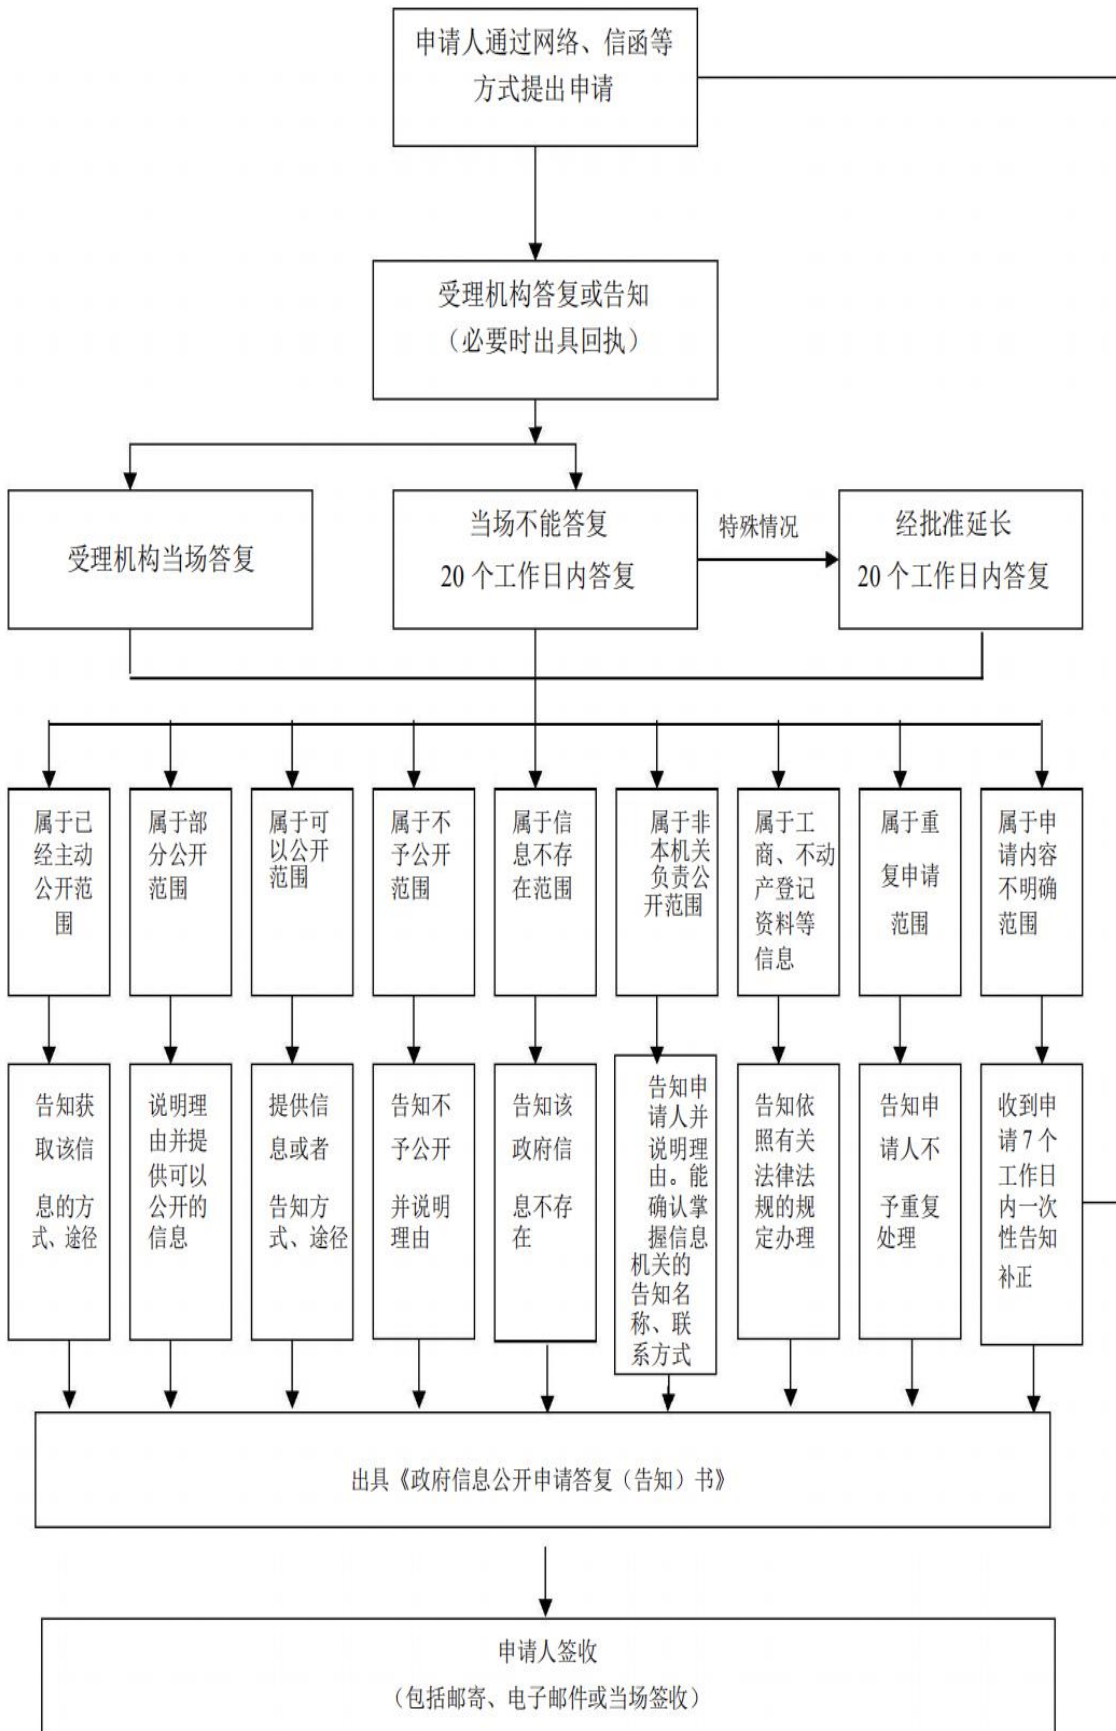 申请人通过网络、信函等
方式提出申请
受理机构答复或告知
（必要时出具回执）
受理机构当场答复
当场不能答复
20 个工作日内答复
特殊情况
经批准延长
20 个工作日内答复
属于已
经主动
公开范
围
属于部
分公开
范围
属于可
以公开
范围
属于不
予公开
范围
属于信
息不存
在范围
属于非
本机关
负责公
开范围
属于工
商、不动
产登记
资料等
信息
属于重
复申请
范围
属于申
请内容
不明确
范围
告知获
取该信
息的方
式、途径
说明理
由并提
供可以
公开的
信息
提供信
息或者
告知方
式、途径
告知不
予公开
并说明
理由
告知该
政府信
息不存
在
告知申
请人并
说明理
由。能
确认掌
握信息
机关的
告知名
称、联
系方式
告知依
照有关
法律法
规的规
定办理
告知申
请人不
予重复
处理
收到申
请 7 个
工作日
内一次
性告知
补正
出具《政府信息公开申请答复（告知）书》
申请人签收
（包括邮寄、电子邮件或当场签收）